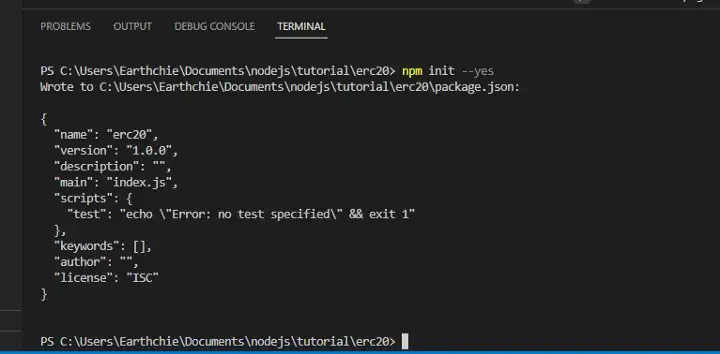 PROBLEMS OUTPUT DEBUG CONSOLE TERMINAL
PS C:\Users\Earthchie\Documents\nodejs\tutorial\erc20> npm init --yes
Wrote to C:\Users\Earthchie\Documents\nodejs\tutorial\erc20\package.json:
{
  "name": "erc20",
  "version": "1.0.0",
  "description": "",
  "main": "index.js",
  "scripts": {
    "test": "echo \"Error: no test specified\" && exit 1"
  },
  "keywords": [],
  "author": "",
  "license": "ISC"
}
PS C:\Users\Earthchie\Documents\nodejs\tutorial\erc20>